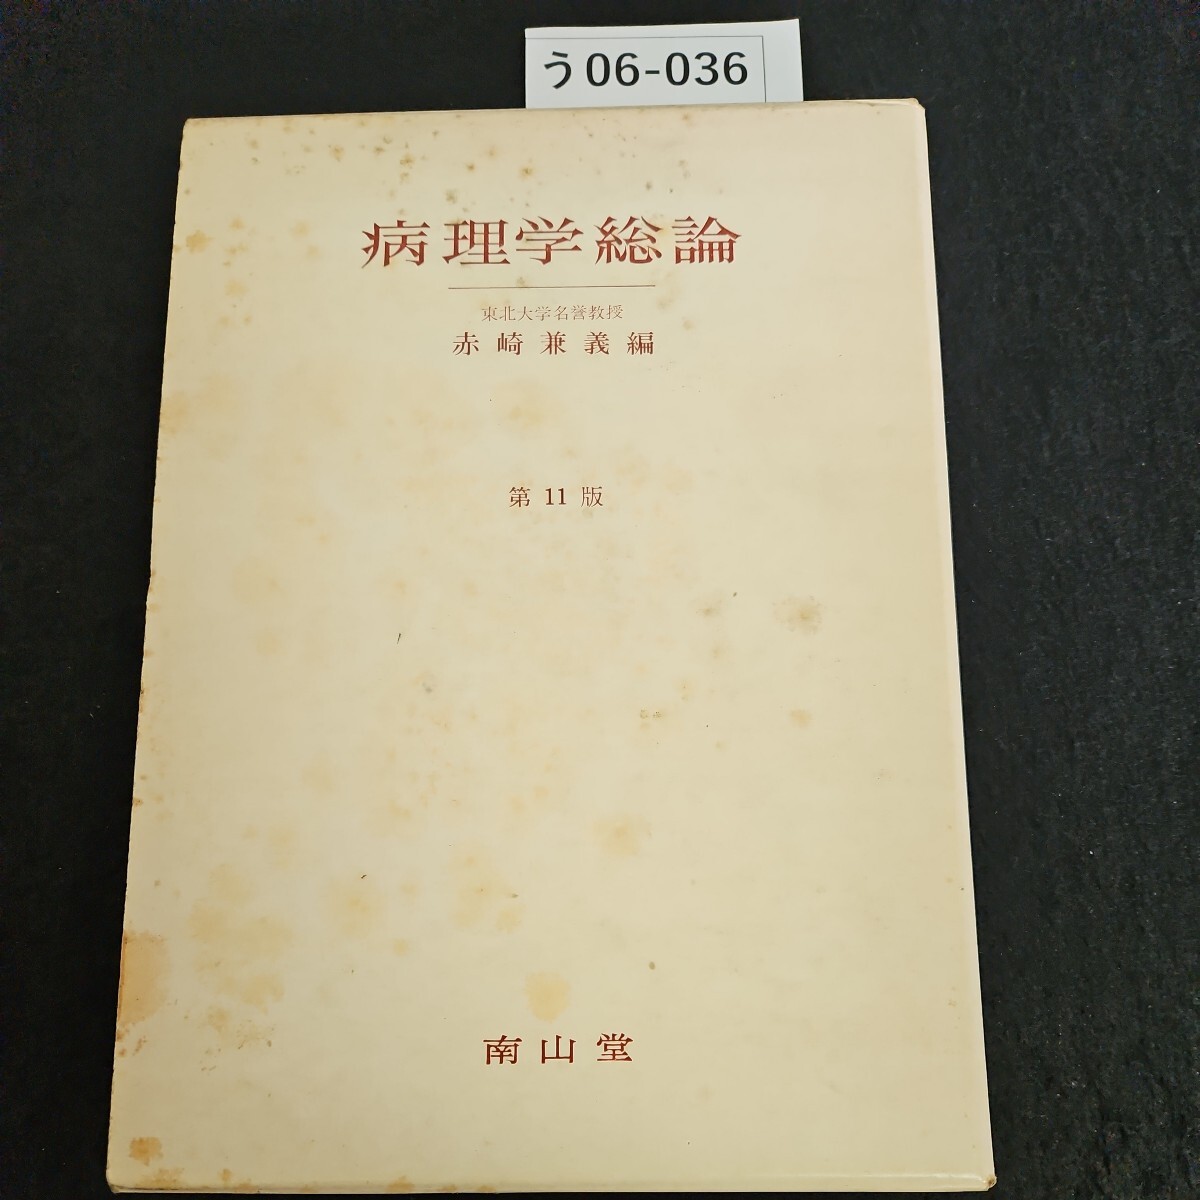 う06-036
病理学総論
東北大学名誉教授
赤崎兼義編
第11版
南山堂